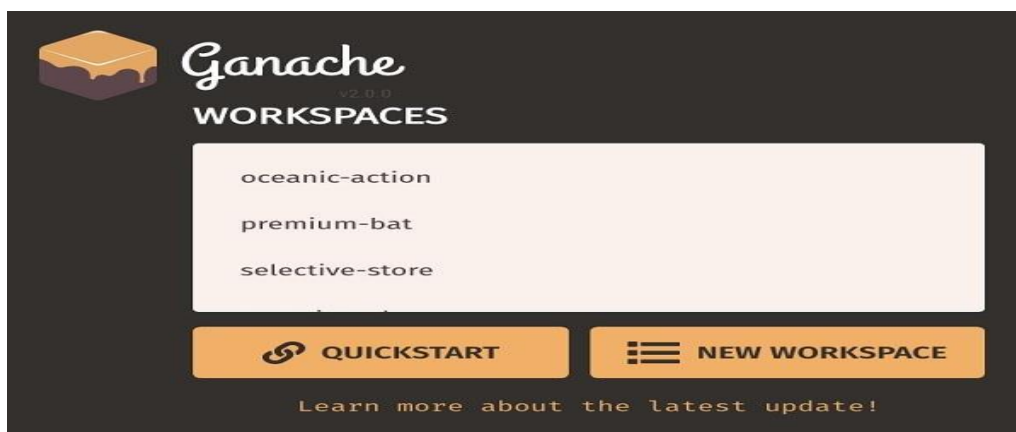 Ganache
v2.0.0
WORKSPACES
oceanic-action
premium-bat
selective-store
QUICKSTART
NEW WORKSPACE
Learn more about the latest update!